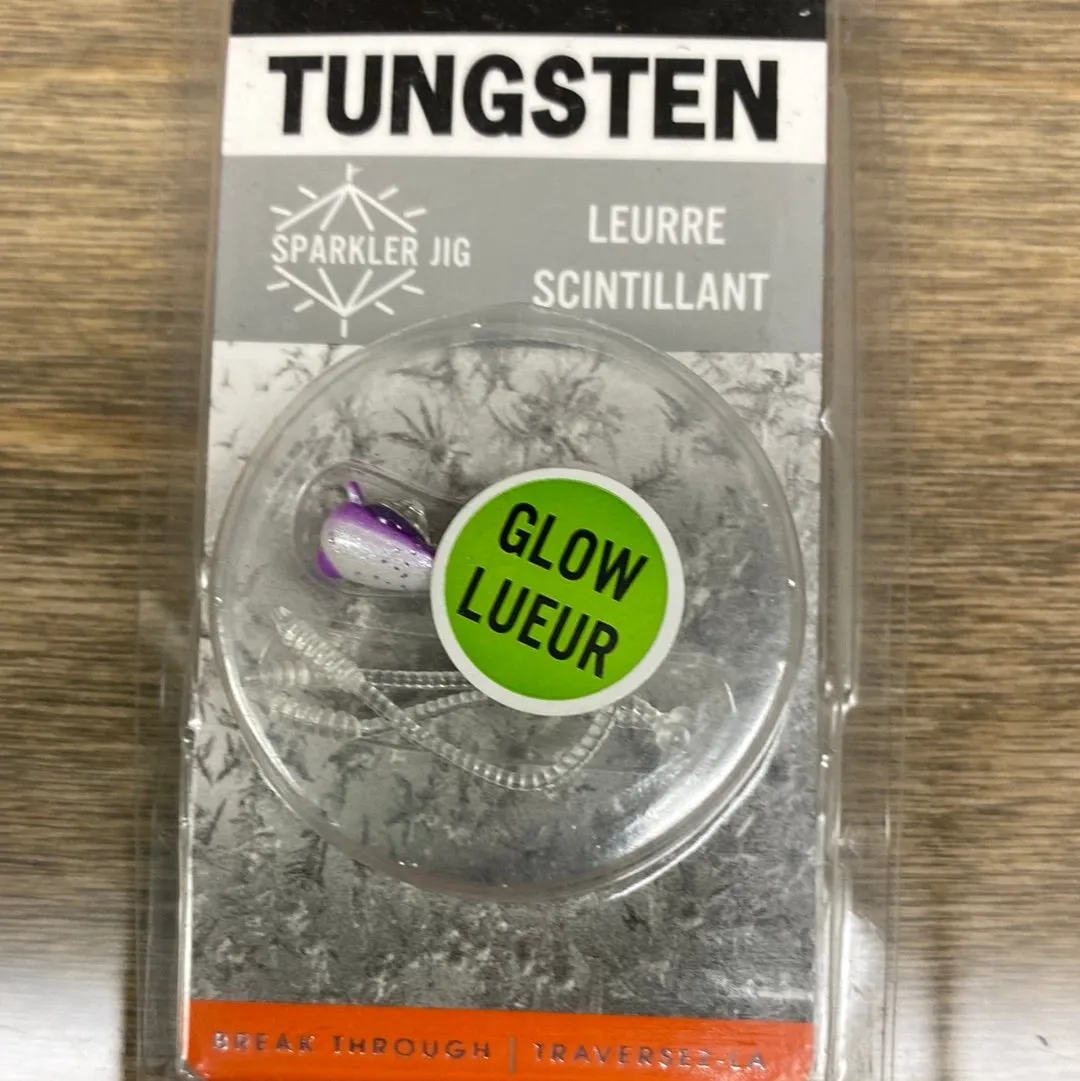 TUNGSTEN
SPARKLER JIG
LEURRE
SCINTILLANT
GLOW
LUEUR
BREAK THROUGH | TRAVERSEZ-LA